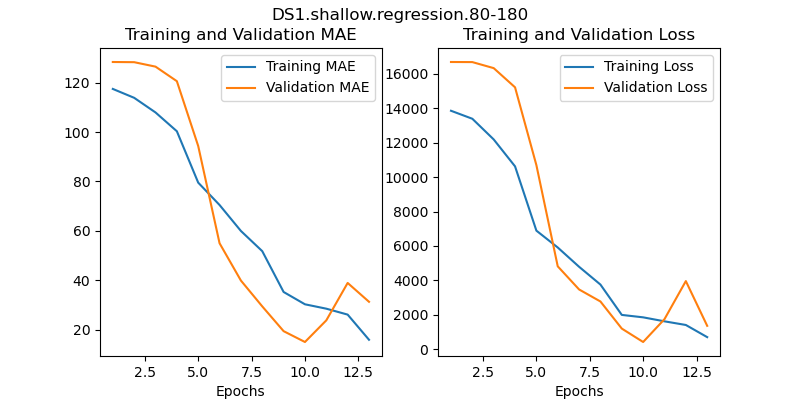 DS1.shallow.regression.80-180
Training and Validation MAE
Training MAE
Validation MAE
120
100
80
60
40
20
2.5 5.0 7.5 10.0 12.5
Epochs
Training and Validation Loss
Training Loss
Validation Loss
16000
14000
12000
10000
8000
6000
4000
2000
0
2.5 5.0 7.5 10.0 12.5
Epochs